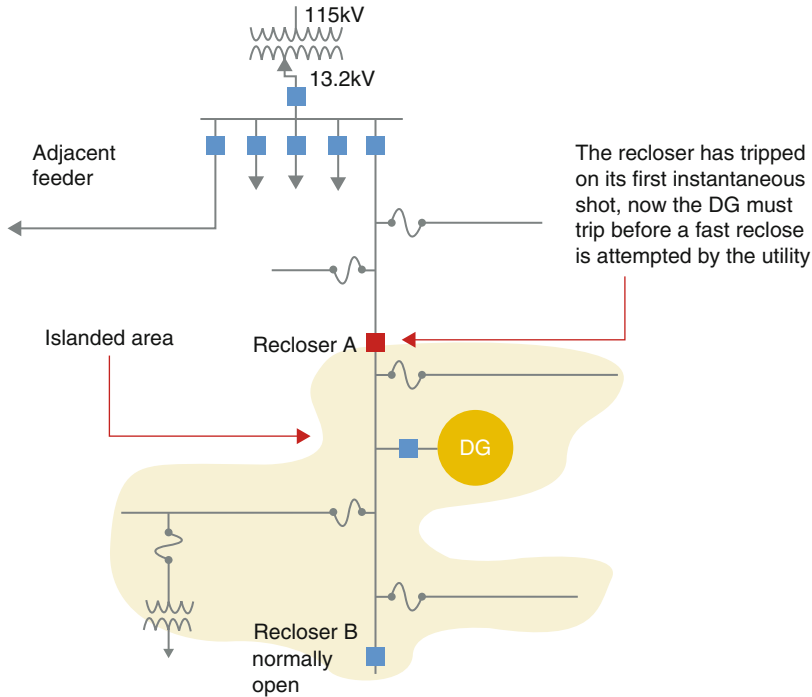 115kV
13.2kV
Adjacent
feeder
The recloser has tripped
on its first instantaneous
shot, now the DG must
trip before a fast reclose
is attempted by the utility
Islanded area
Recloser A
DG
Recloser B
normally
open